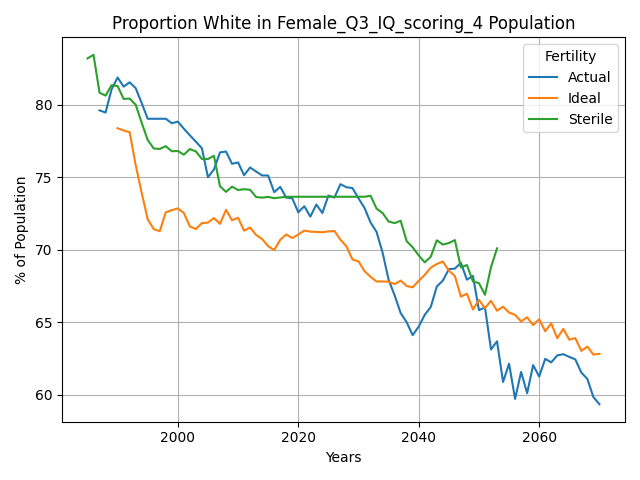 Proportion White in Female_Q3_IQ_scoring_4 Population
Fertility
Actual
Ideal
Sterile
% of Population
80
75
70
65
60
2000
2020
2040
2060
Years